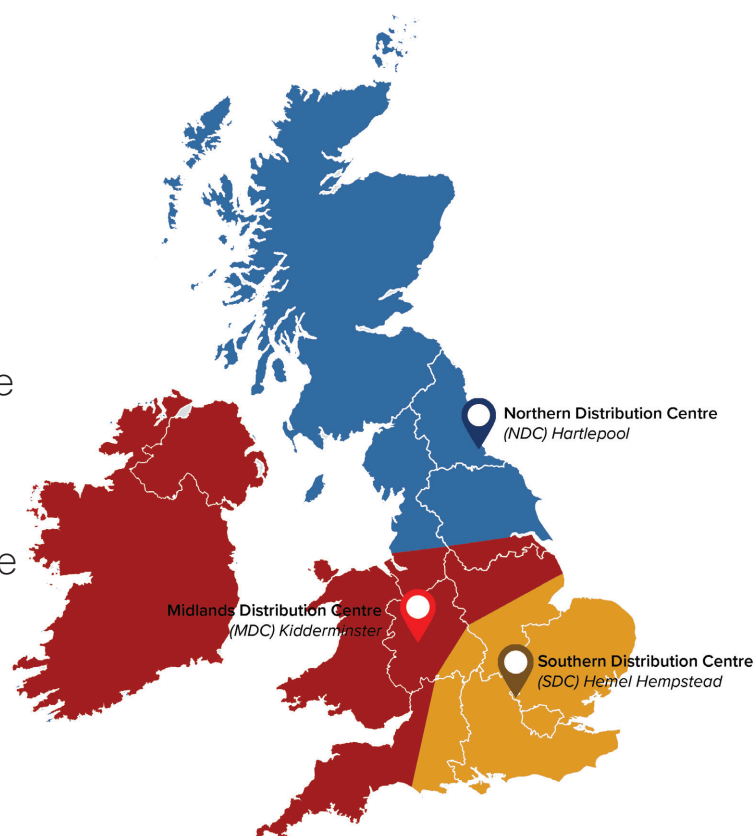 e
Northern Distribution Centre
(NDC) Hartlepool
e
Midlands Distribution Centre
(MDC) Kidderminster
Southern Distribution Centre
(SDC) Hemel Hempstead